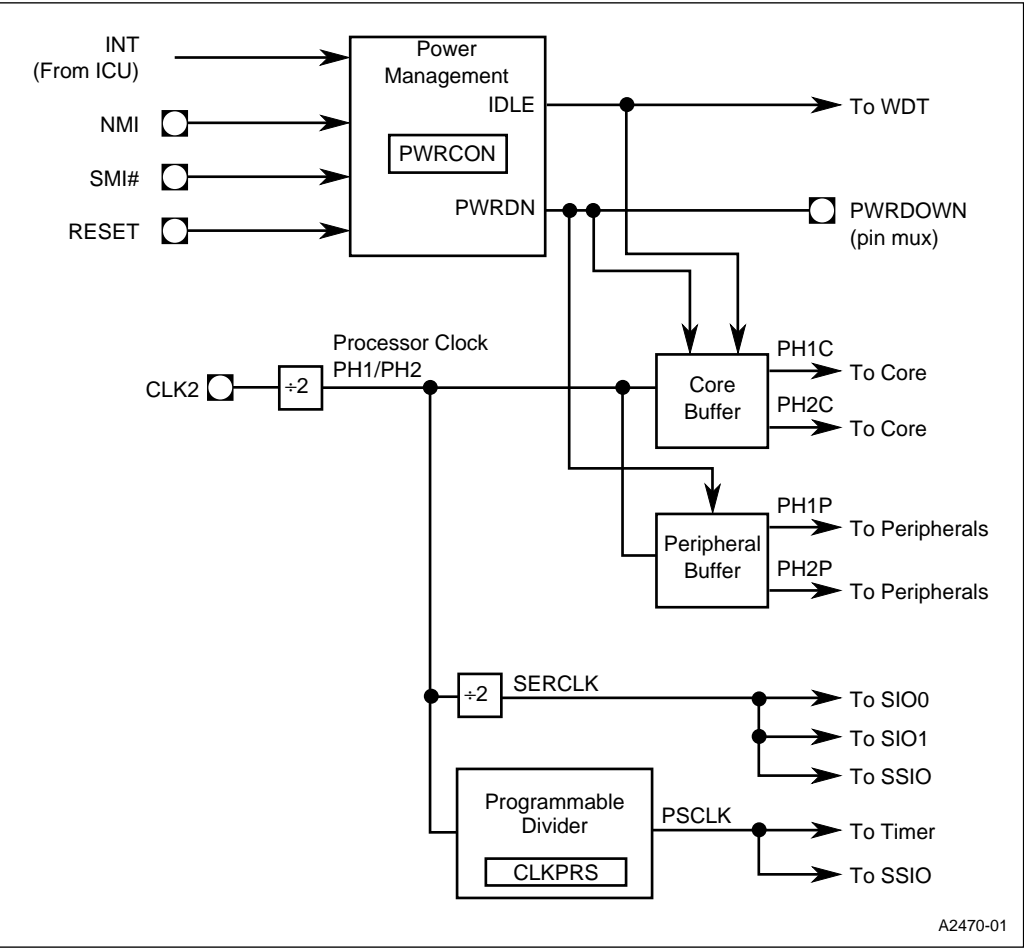 INT
(From ICU)
NMI
SMI#
RESET
Power
Management
IDLE
PWRCON
PWRDN
To WDT
PWRDOWN
(pin mux)
Processor Clock
PH1/PH2
CLK2
÷2
Core
Buffer
PH1C
To Core
PH2C
To Core
Peripheral
Buffer
PH1P
To Peripherals
PH2P
To Peripherals
÷2
SERCLK
To SIO0
To SIO1
To SSIO
Programmable
Divider
CLKPRS
PSCLK
To Timer
To SSIO
A2470-01